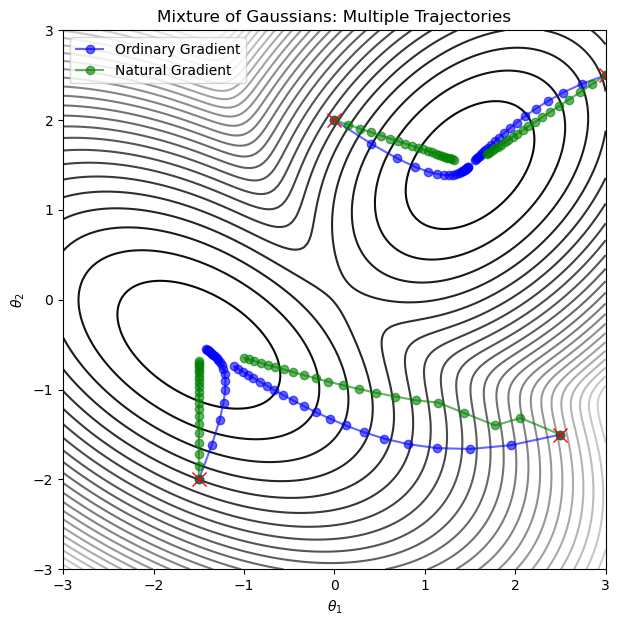 Mixture of Gaussians: Multiple Trajectories
Ordinary Gradient
Natural Gradient
3
2
1
0
−1
−2
−3
θ₂
−3
−2
−1
0
1
2
3
θ₁